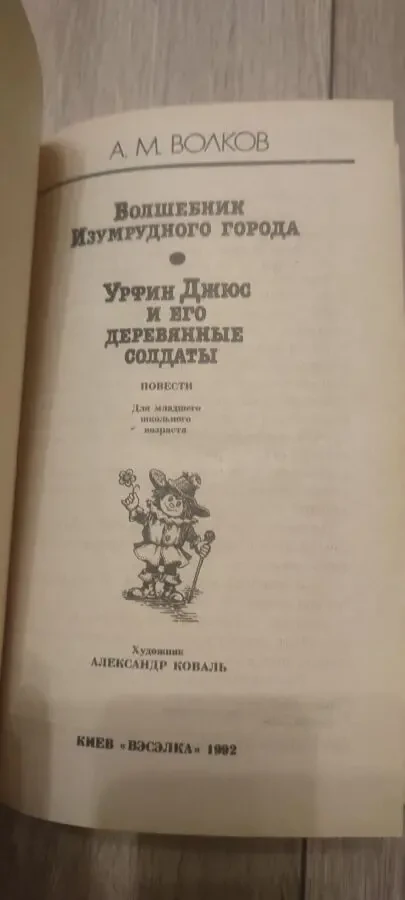 А. М. ВОЛКОВ
ВОЛШЕБНИК
ИЗУМРУДНОГО ГОРОДА
УРФИН ДЖЮС
И ЕГО
ДЕРЕВЯННЫЕ
СОЛДАТЫ
ПОВЕСТИ
Для младшего
школьного
возраста
Художник
АЛЕКСАНДР КОВАЛЬ
КИЕВ «ВЭСЭЛКА» 1992